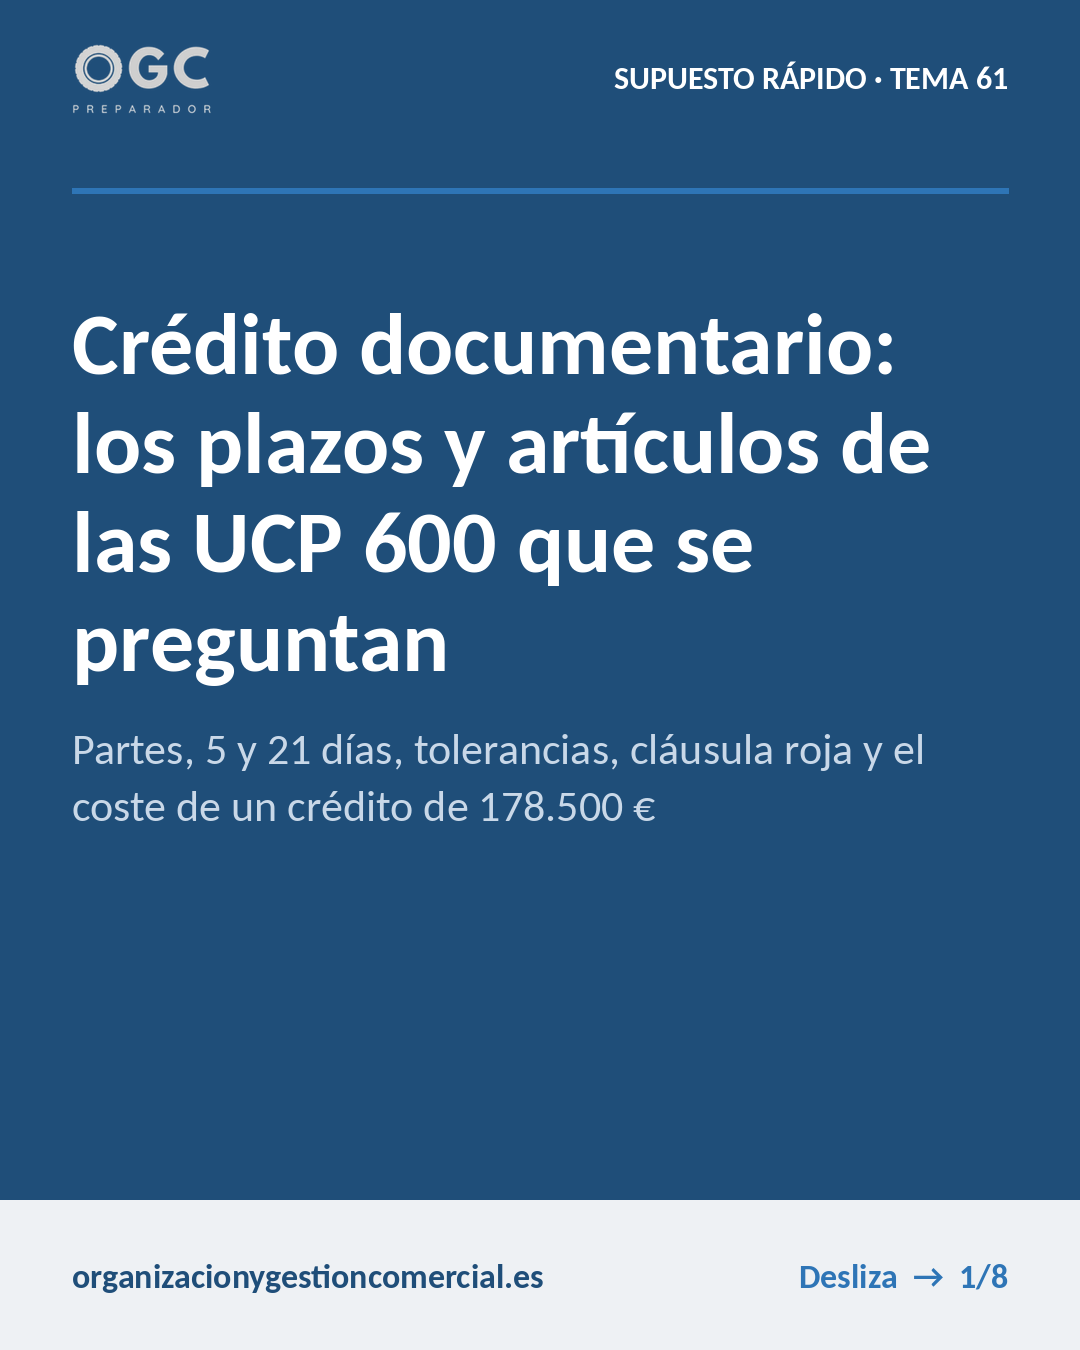 OGC
PREPARADOR
SUPUESTO RÁPIDO · TEMA 61
Crédito documentario:
los plazos y artículos de
las UCP 600 que se
preguntan
Partes, 5 y 21 días, tolerancias, cláusula roja y el
coste de un crédito de 178.500 €
organizacionygestioncomercial.es
Desliza → 1/8